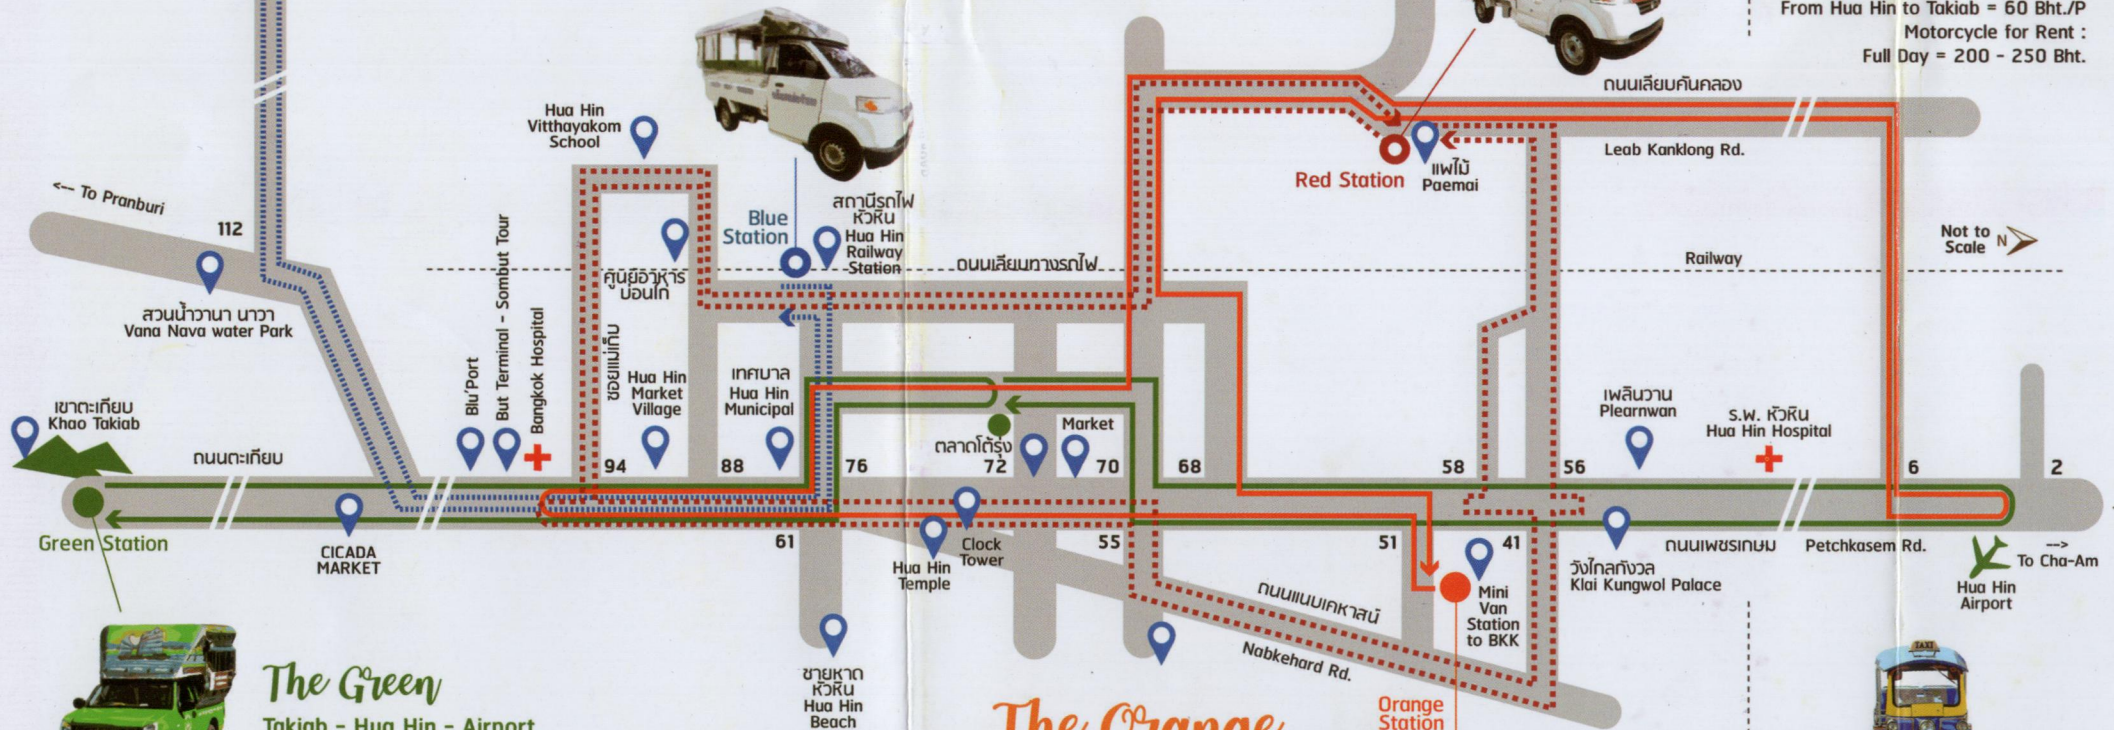 From Hua Hin to Takiab = 60 Bht./P
Motorcycle for Rent :
Full Day = 200 - 250 Bht.
ถนนเลียบคันคลอง
Leab Kanklong Rd.
Hua Hin
Vitthayakom
School
<--- To Pranburi
112
สวนน้ำวานา นาวา
Vana Nava water Park
Blu'Port
But Terminal - Sombut Tour
Bangkok Hospital
ศูนย์อาหาร
บ่อนไก่
ซอยแม่เก็บ
Blue
Station
สถานีรถไฟ
หัวหิน
Hua Hin
Railway
Station
ถนนเลียบทางรถไฟ
Red Station
แพไม้
Paemai
Railway
Not to
Scale
N
เขาตะเกียบ
Khao Takiab
ถนนตะเกียบ
Hua Hin
Market
Village
เทศบาล
Hua Hin
Municipal
ตลาดโต้รุ่ง
Market
เพลินวาน
Plearnwan
ร.พ. หัวหิน
Hua Hin Hospital
94
88
76
72
70
68
58
56
6
2
Green Station
CICADA
MARKET
61
Hua Hin
Temple
Clock
Tower
55
51
41
ถนนเพชรเกษม
Petchkasem Rd.
--->
To Cha-Am
วังไกลกังวล
Klai Kungwol Palace
Hua Hin
Airport
Mini
Van
Station
to BKK
ถนนแนบเคหาสน์
Nabkehard Rd.
ชายหาด
หัวหิน
Hua Hin
Beach
Orange
Station
The Green
Takiab - Hua Hin - Airport
The Orange
TAXI